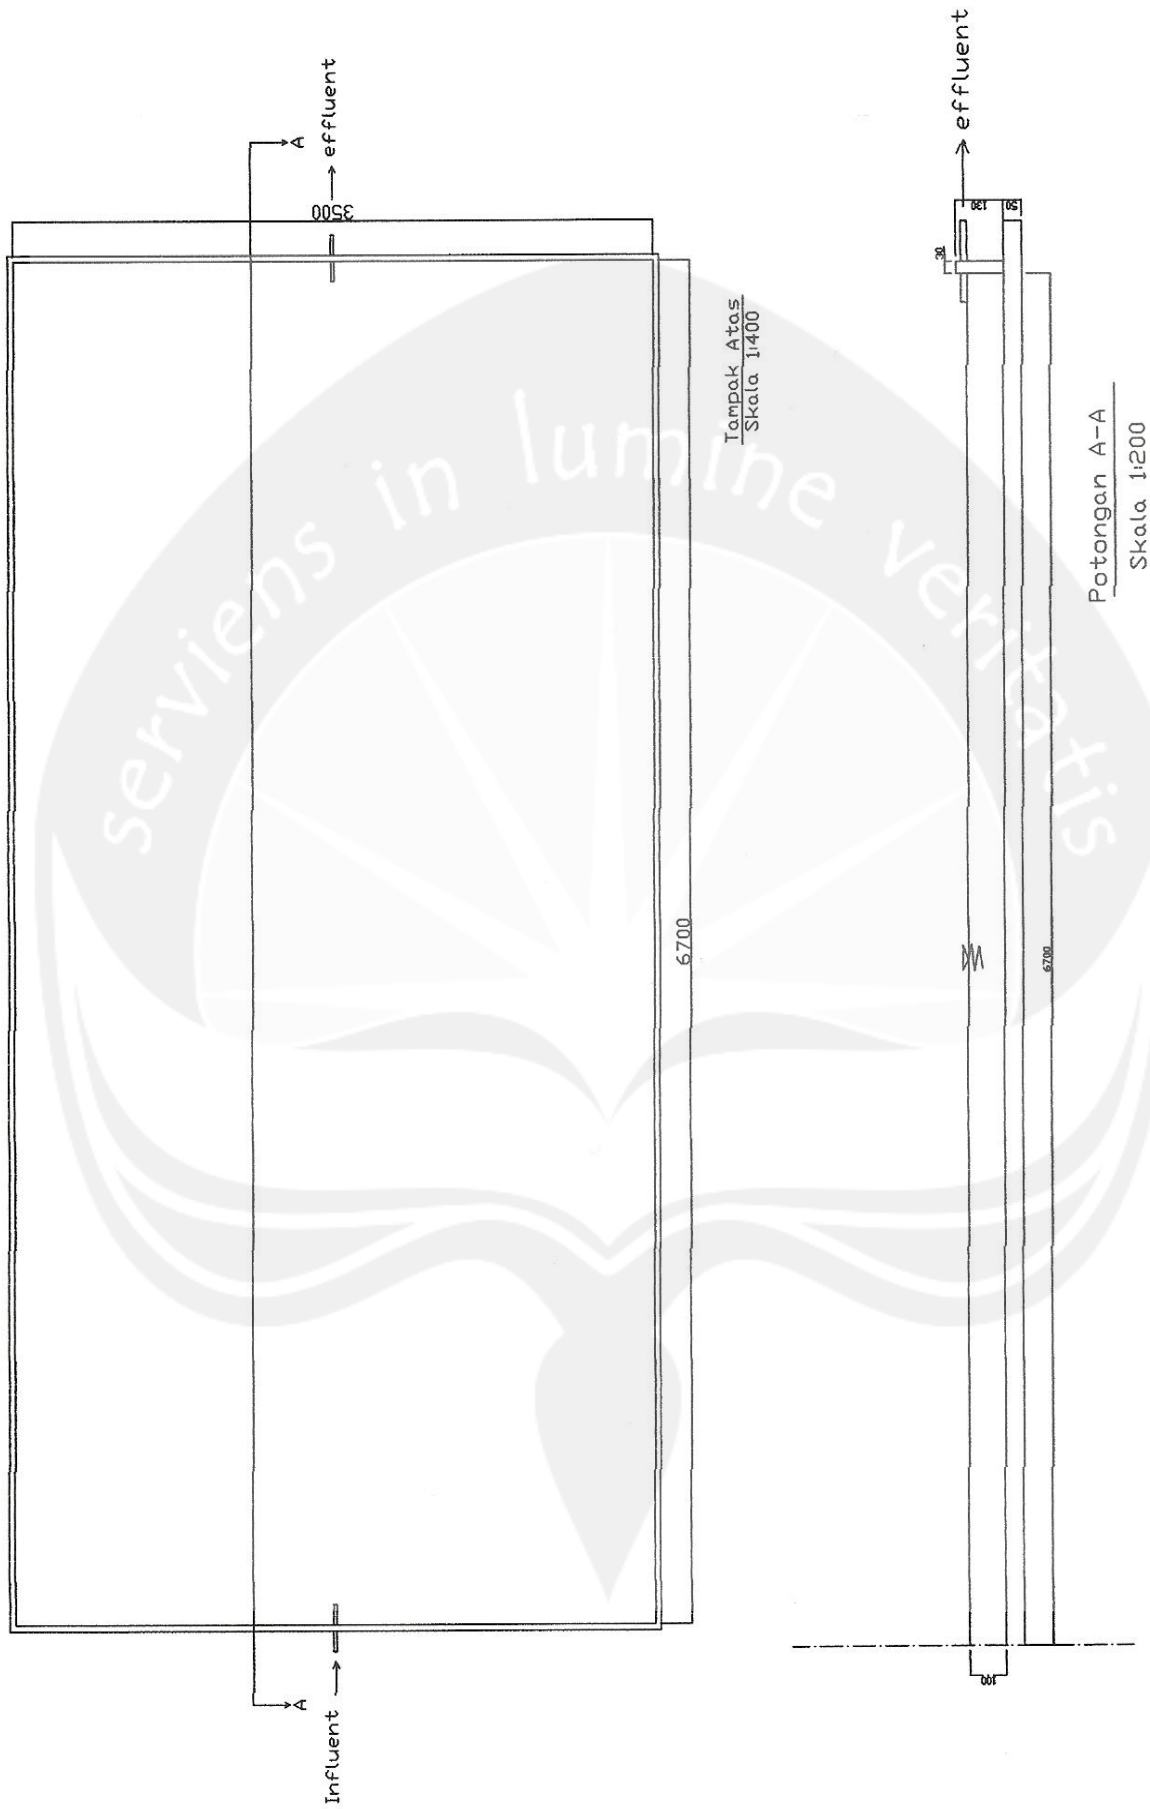 Influent
effluent
A
A
3500
6700
Tampak Atas
Skala 1:400
effluent
30
130
50
100
6700
Potongan A-A
Skala 1:200
serviens in lumine veritatis